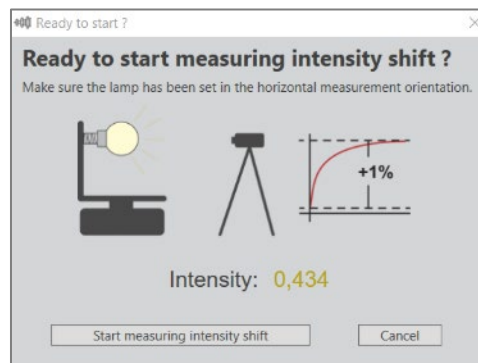 Ready to start ?
Ready to start measuring intensity shift ?
Make sure the lamp has been set in the horizontal measurement orientation.
+1%
Intensity: 0,434
Start measuring intensity shift
Cancel